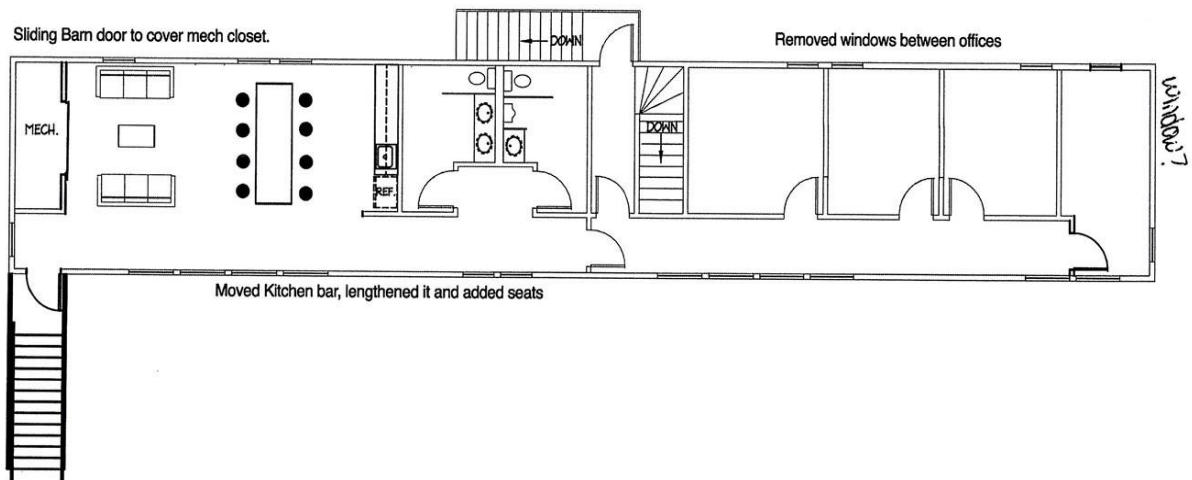 Sliding Barn door to cover mech closet.
DOWN
Removed windows between offices
MECH.
DOWN
REF.
window?
Moved Kitchen bar, lengthened it and added seats